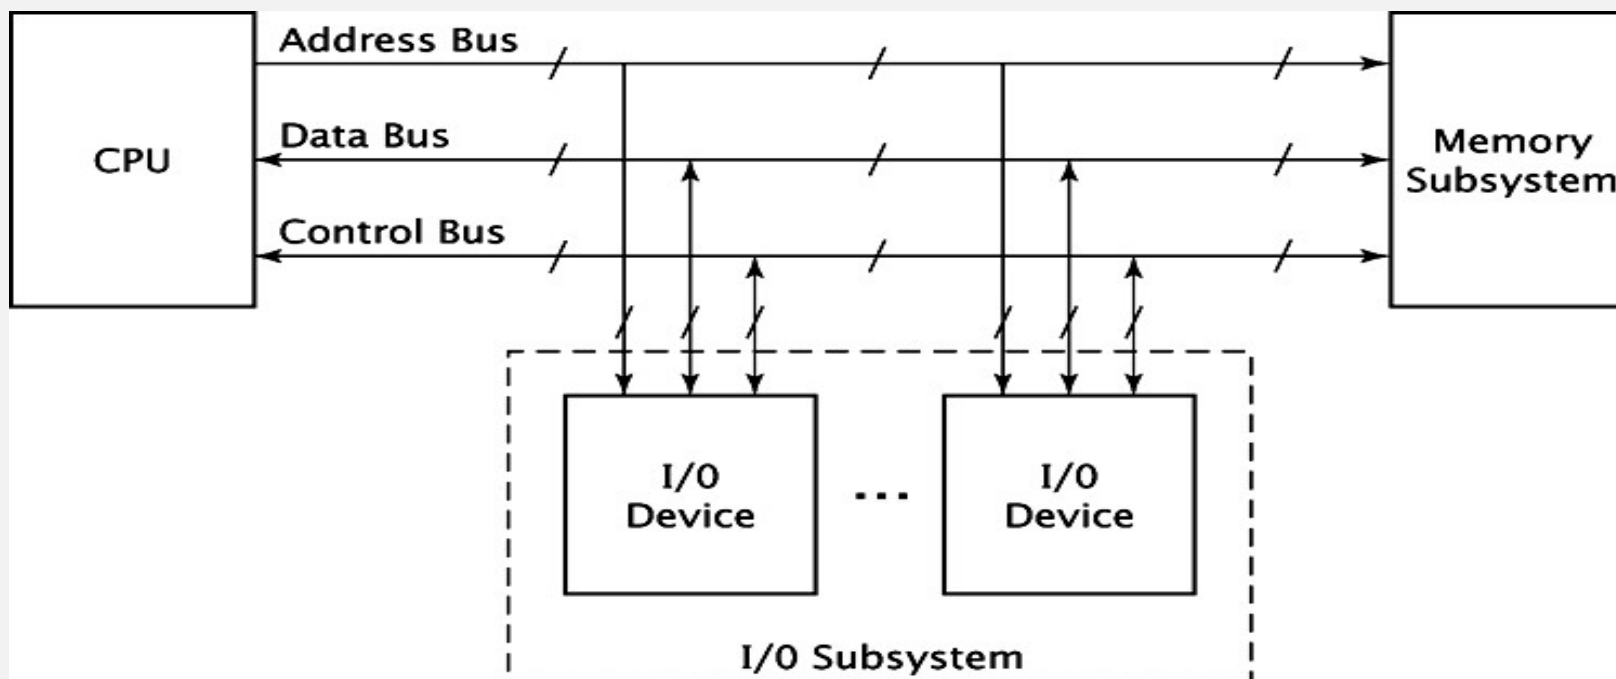 Address Bus
Data Bus
Control Bus
CPU
Memory
Subsystem
I/O
Device
...
I/O
Device
I/O Subsystem